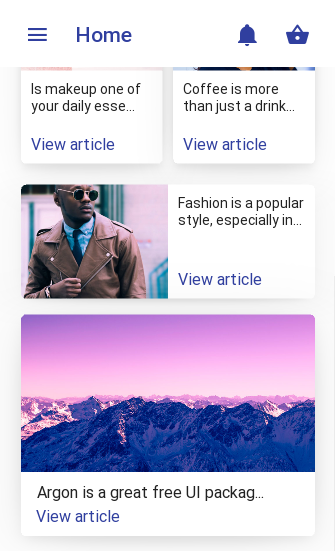 Home
Is makeup one of
your daily esse...
View article
Coffee is more
than just a drink...
View article
Fashion is a popular
style, especially in...
View article
Argon is a great free UI packag...
View article